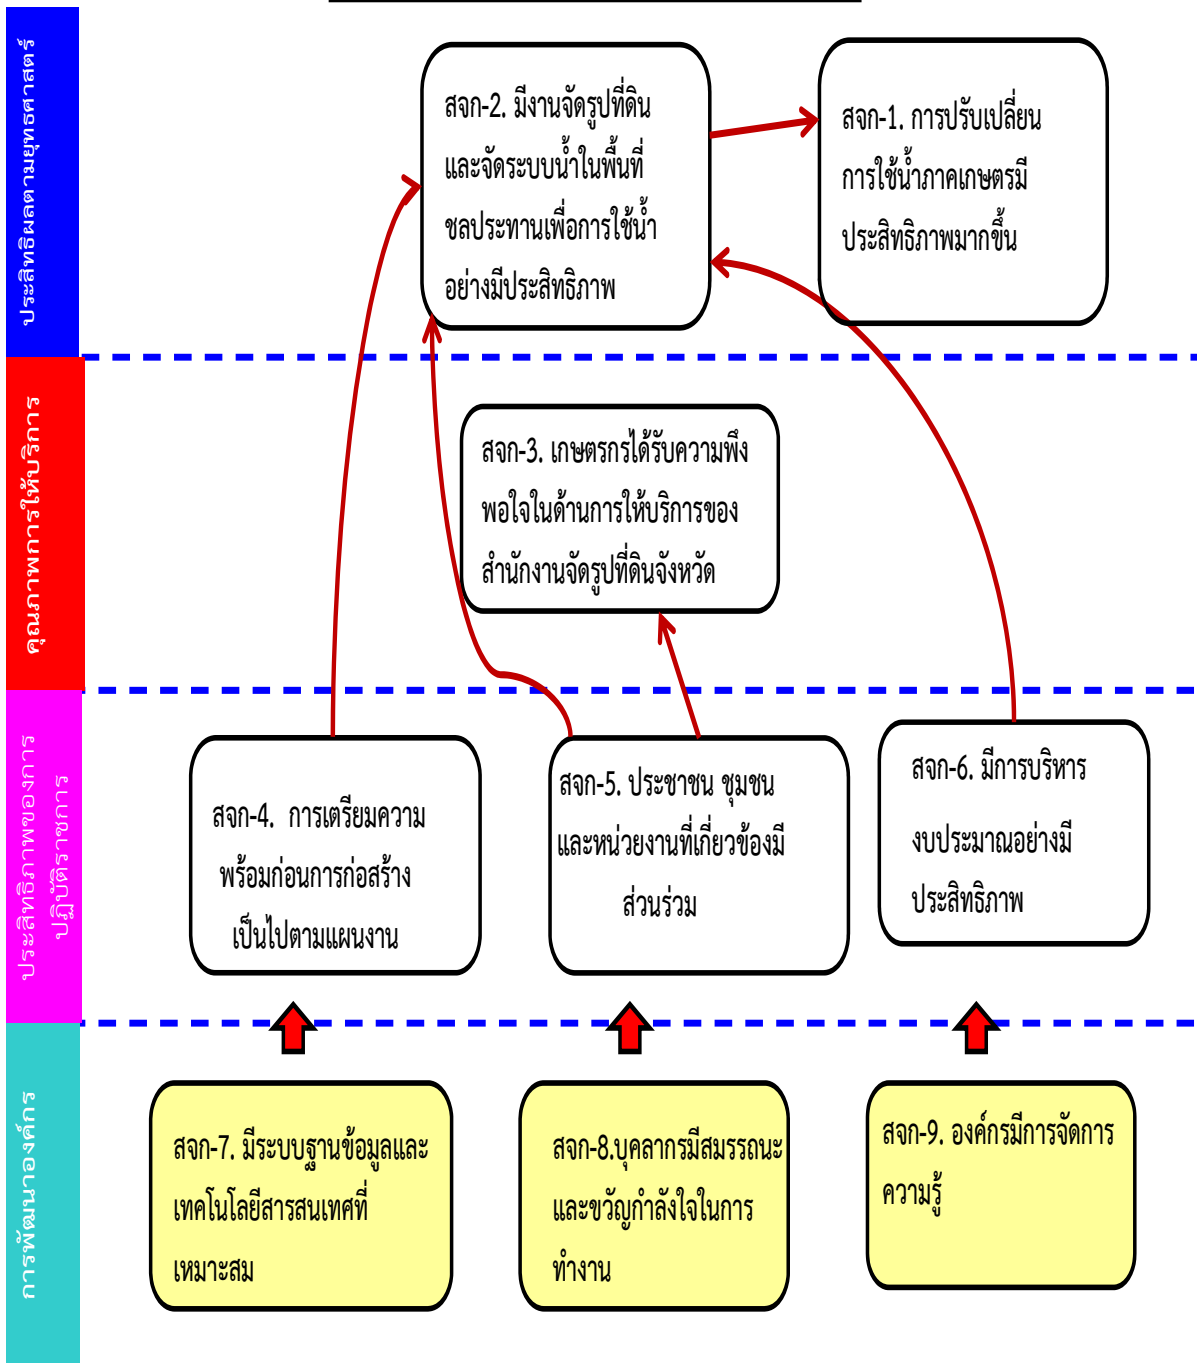 ประสิทธิผลตามยุทธศาสตร์
สจก-2. มีงานจัดรูปที่ดิน
และจัดระบบน้ำในพื้นที่
ชลประทานเพื่อการใช้น้ำ
อย่างมีประสิทธิภาพ
สจก-1. การปรับเปลี่ยน
การใช้น้ำภาคเกษตรมี
ประสิทธิภาพมากขึ้น
คุณภาพการให้บริการ
สจก-3. เกษตรกรได้รับความพึง
พอใจในด้านการให้บริการของ
สำนักงานจัดรูปที่ดินจังหวัด
ประสิทธิภาพของการ
ปฏิบัติราชการ
สจก-4. การเตรียมความ
พร้อมก่อนการก่อสร้าง
เป็นไปตามแผนงาน
สจก-5. ประชาชน ชุมชน
และหน่วยงานที่เกี่ยวข้องมี
ส่วนร่วม
สจก-6. มีการบริหาร
งบประมาณอย่างมี
ประสิทธิภาพ
การพัฒนาองค์กร
สจก-7. มีระบบฐานข้อมูลและ
เทคโนโลยีสารสนเทศที่
เหมาะสม
สจก-8.บุคลากรมีสมรรถนะ
และขวัญกำลังใจในการ
ทำงาน
สจก-9. องค์กรมีการจัดการ
ความรู้